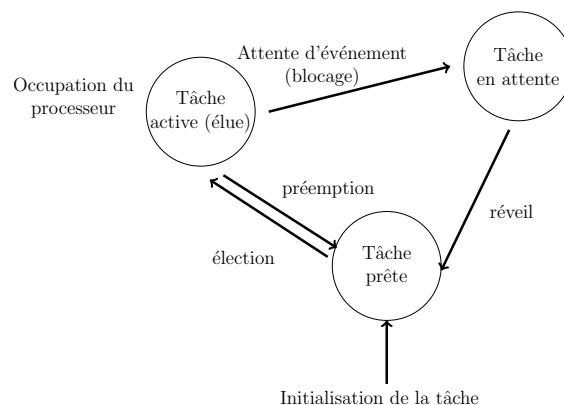 Attente d'événement
(blocage)
Tâche
en attente
Occupation du
processeur
Tâche
active (élue)
préemption
réveil
élection
Tâche
prête
Initialisation de la tâche